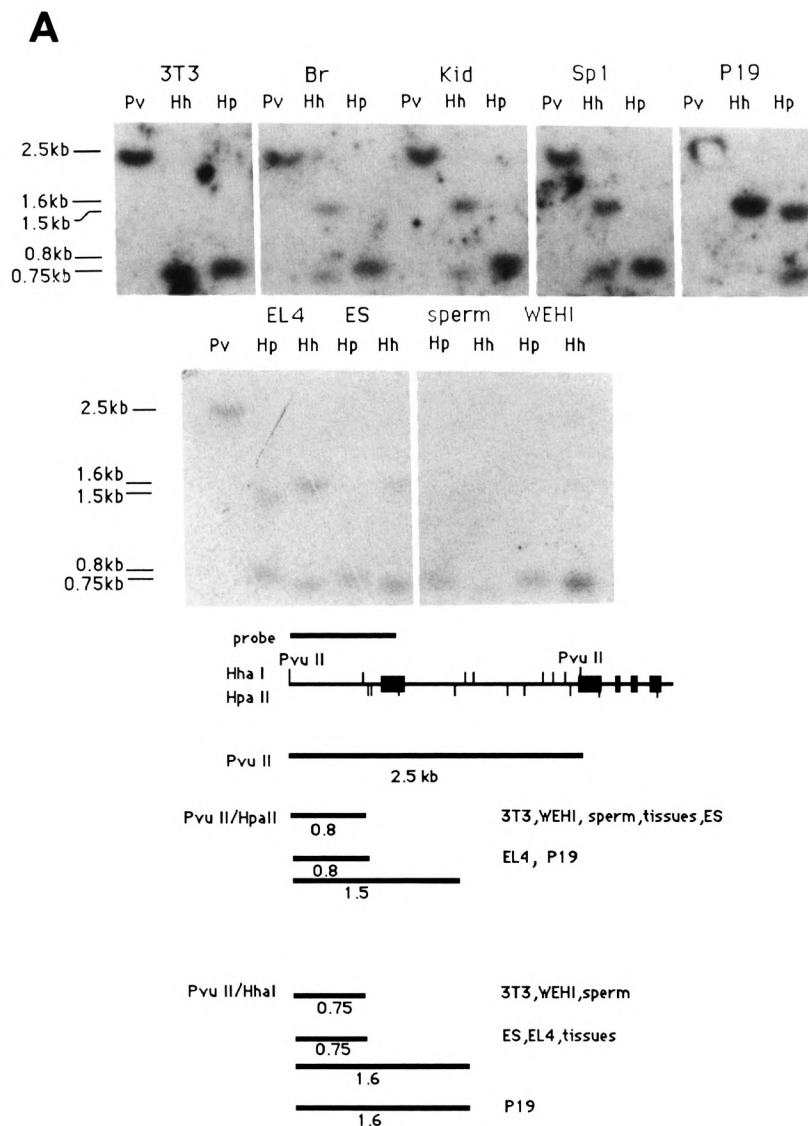 A
3T3 Br Kid Sp1 P19
Pv Hh Hp Pv Hh Hp Pv Hh Hp Pv Hh Hp Pv Hh Hp
2.5kb
1.6kb
1.5kb
0.8kb
0.75kb
EL4 ES sperm WEHI
Pv Hp Hh Hp Hh Hp Hh Hp Hh
2.5kb
1.6kb
1.5kb
0.8kb
0.75kb
probe
Pvu II Pvu II
Hha I
Hpa II
Pvu II
2.5 kb
Pvu II/HpaII 3T3,WEHI, sperm,tissues,ES
0.8
EL4, P19
0.8
1.5
Pvu II/HhaI 3T3,WEHI,sperm
0.75
ES,EL4,tissues
0.75
1.6
P19
1.6